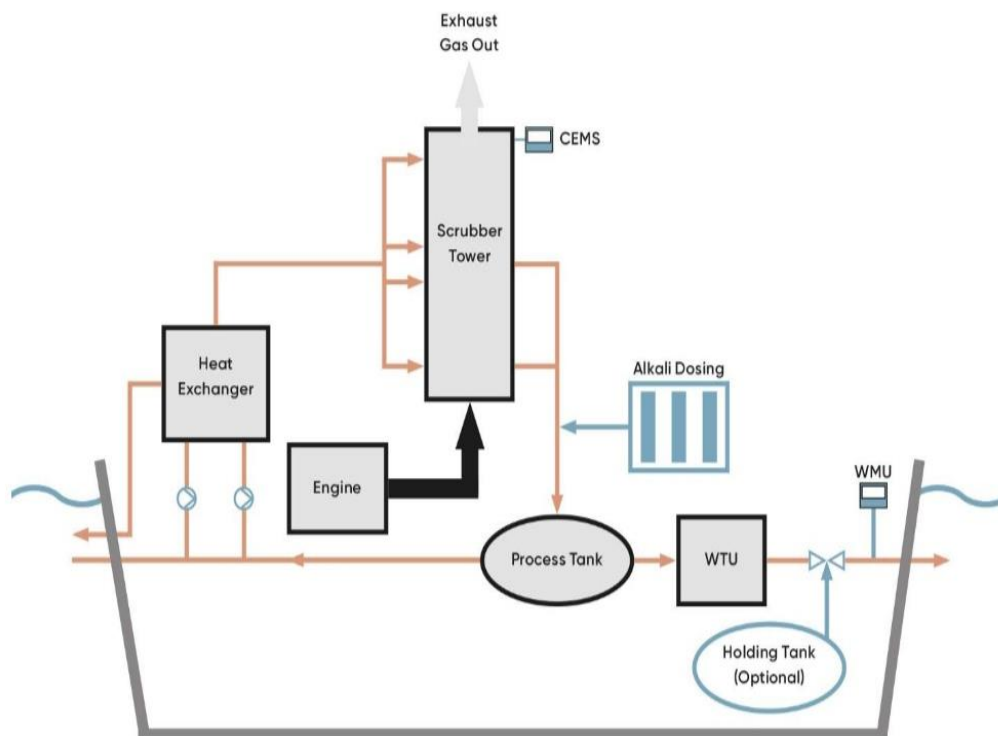 Exhaust
Gas Out
CEMS
Scrubber
Tower
Heat
Exchanger
Alkali Dosing
Engine
WMU
Process Tank
WTU
Holding Tank
(Optional)